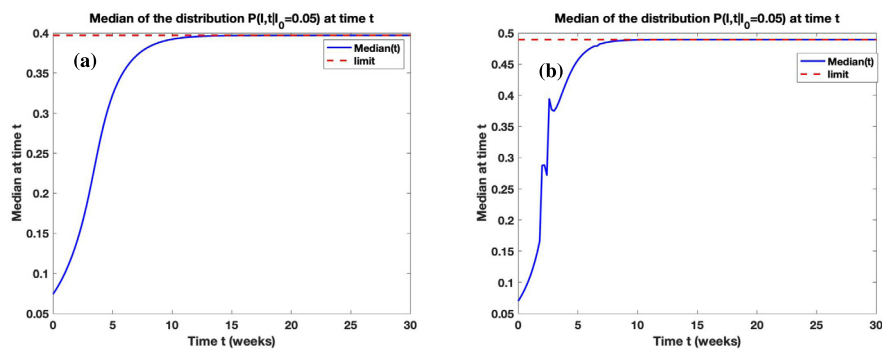 Median of the distribution P(I,t|I0=0.05) at time t
0.4
0.35
0.3
0.25
0.2
0.15
0.1
0.05
0
5
10
15
20
25
30
Median at time t
Time t (weeks)
(a)
Median(t)
limit
Median of the distribution P(I,t|I0=0.05) at time t
0.5
0.45
0.4
0.35
0.3
0.25
0.2
0.15
0.1
0.05
0
5
10
15
20
25
30
Median at time t
Time t (weeks)
(b)
Median(t)
limit